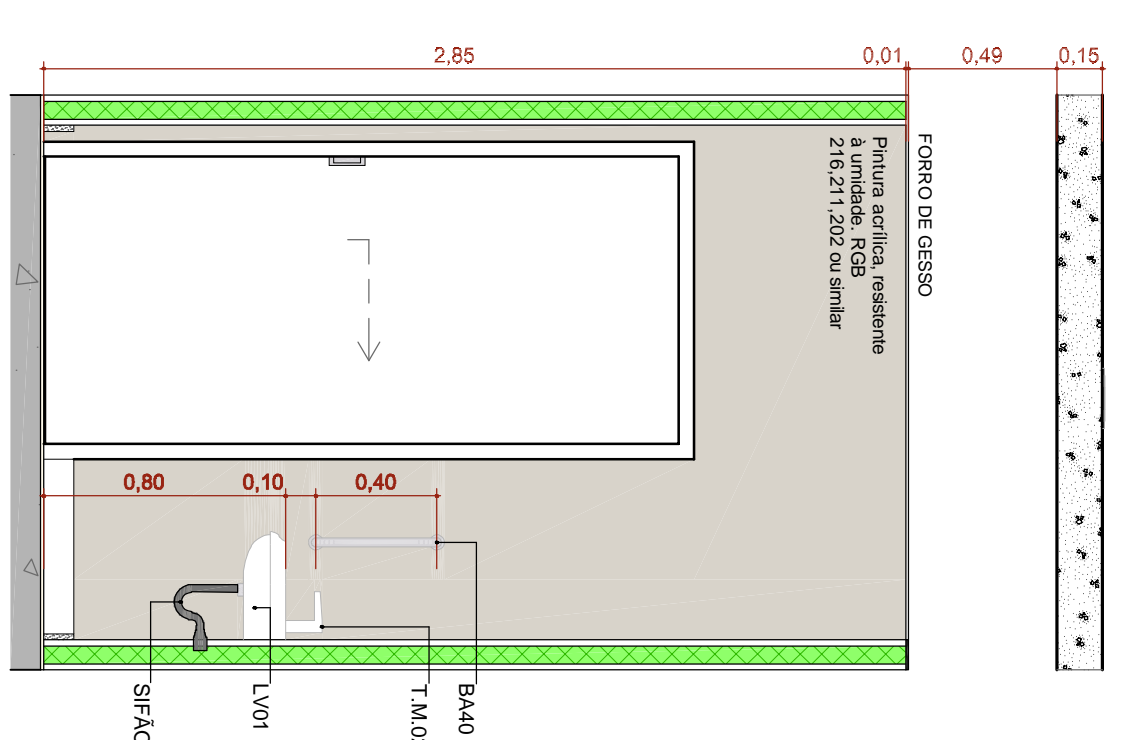 2,85
0,01
0,49
0,15
FORRO DE GESSO
Pintura acrílica, resistente
à umidade. RGB
216,211,202 ou similar
0,80
0,10
0,40
BA40
LV01